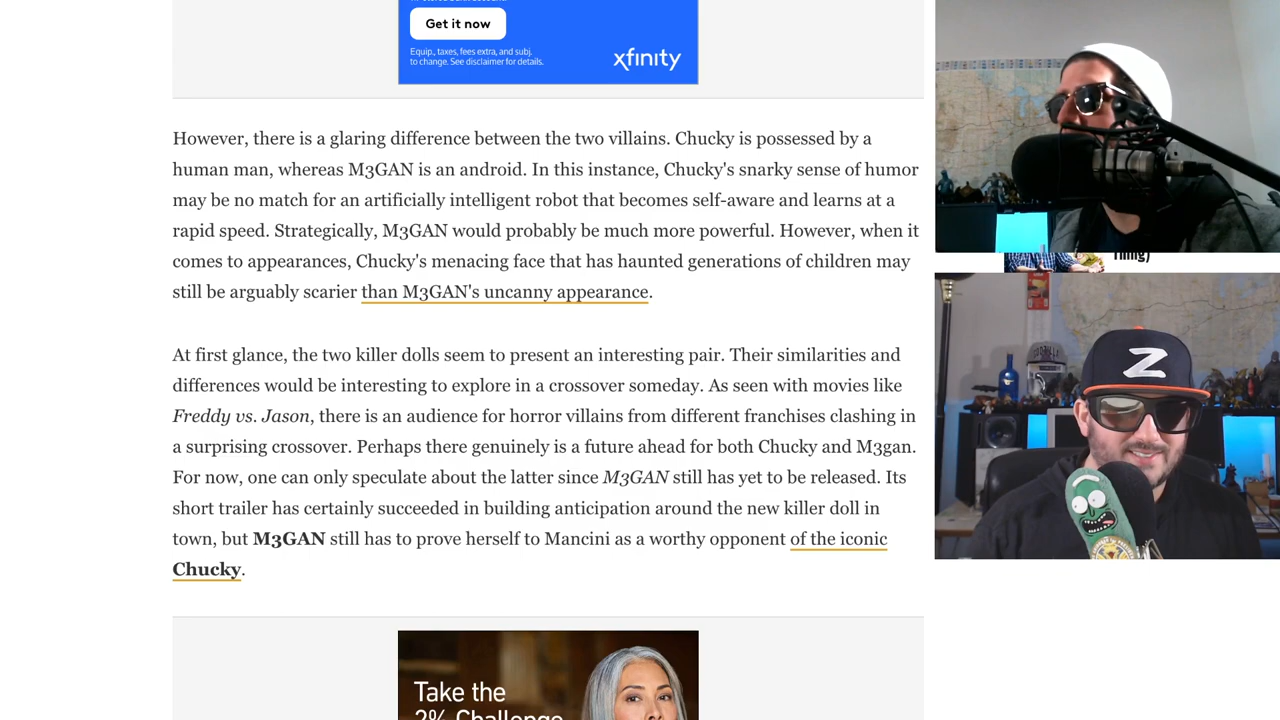 Get it now
Equip., taxes, fees extra, and subj.
to change. See disclaimer for details.
xfinity
However, there is a glaring difference between the two villains. Chucky is possessed by a
human man, whereas M3GAN is an android. In this instance, Chucky's snarky sense of humor
may be no match for an artificially intelligent robot that becomes self-aware and learns at a
rapid speed. Strategically, M3GAN would probably be much more powerful. However, when it
comes to appearances, Chucky's menacing face that has haunted generations of children may
still be arguably scarier than M3GAN's uncanny appearance.
At first glance, the two killer dolls seem to present an interesting pair. Their similarities and
differences would be interesting to explore in a crossover someday. As seen with movies like
Freddy vs. Jason, there is an audience for horror villains from different franchises clashing in
a surprising crossover. Perhaps there genuinely is a future ahead for both Chucky and M3gan.
For now, one can only speculate about the latter since M3GAN still has yet to be released. Its
short trailer has certainly succeeded in building anticipation around the new killer doll in
town, but M3GAN still has to prove herself to Mancini as a worthy opponent of the iconic
Chucky.
Take the
2% Challenge
Thing)
Z